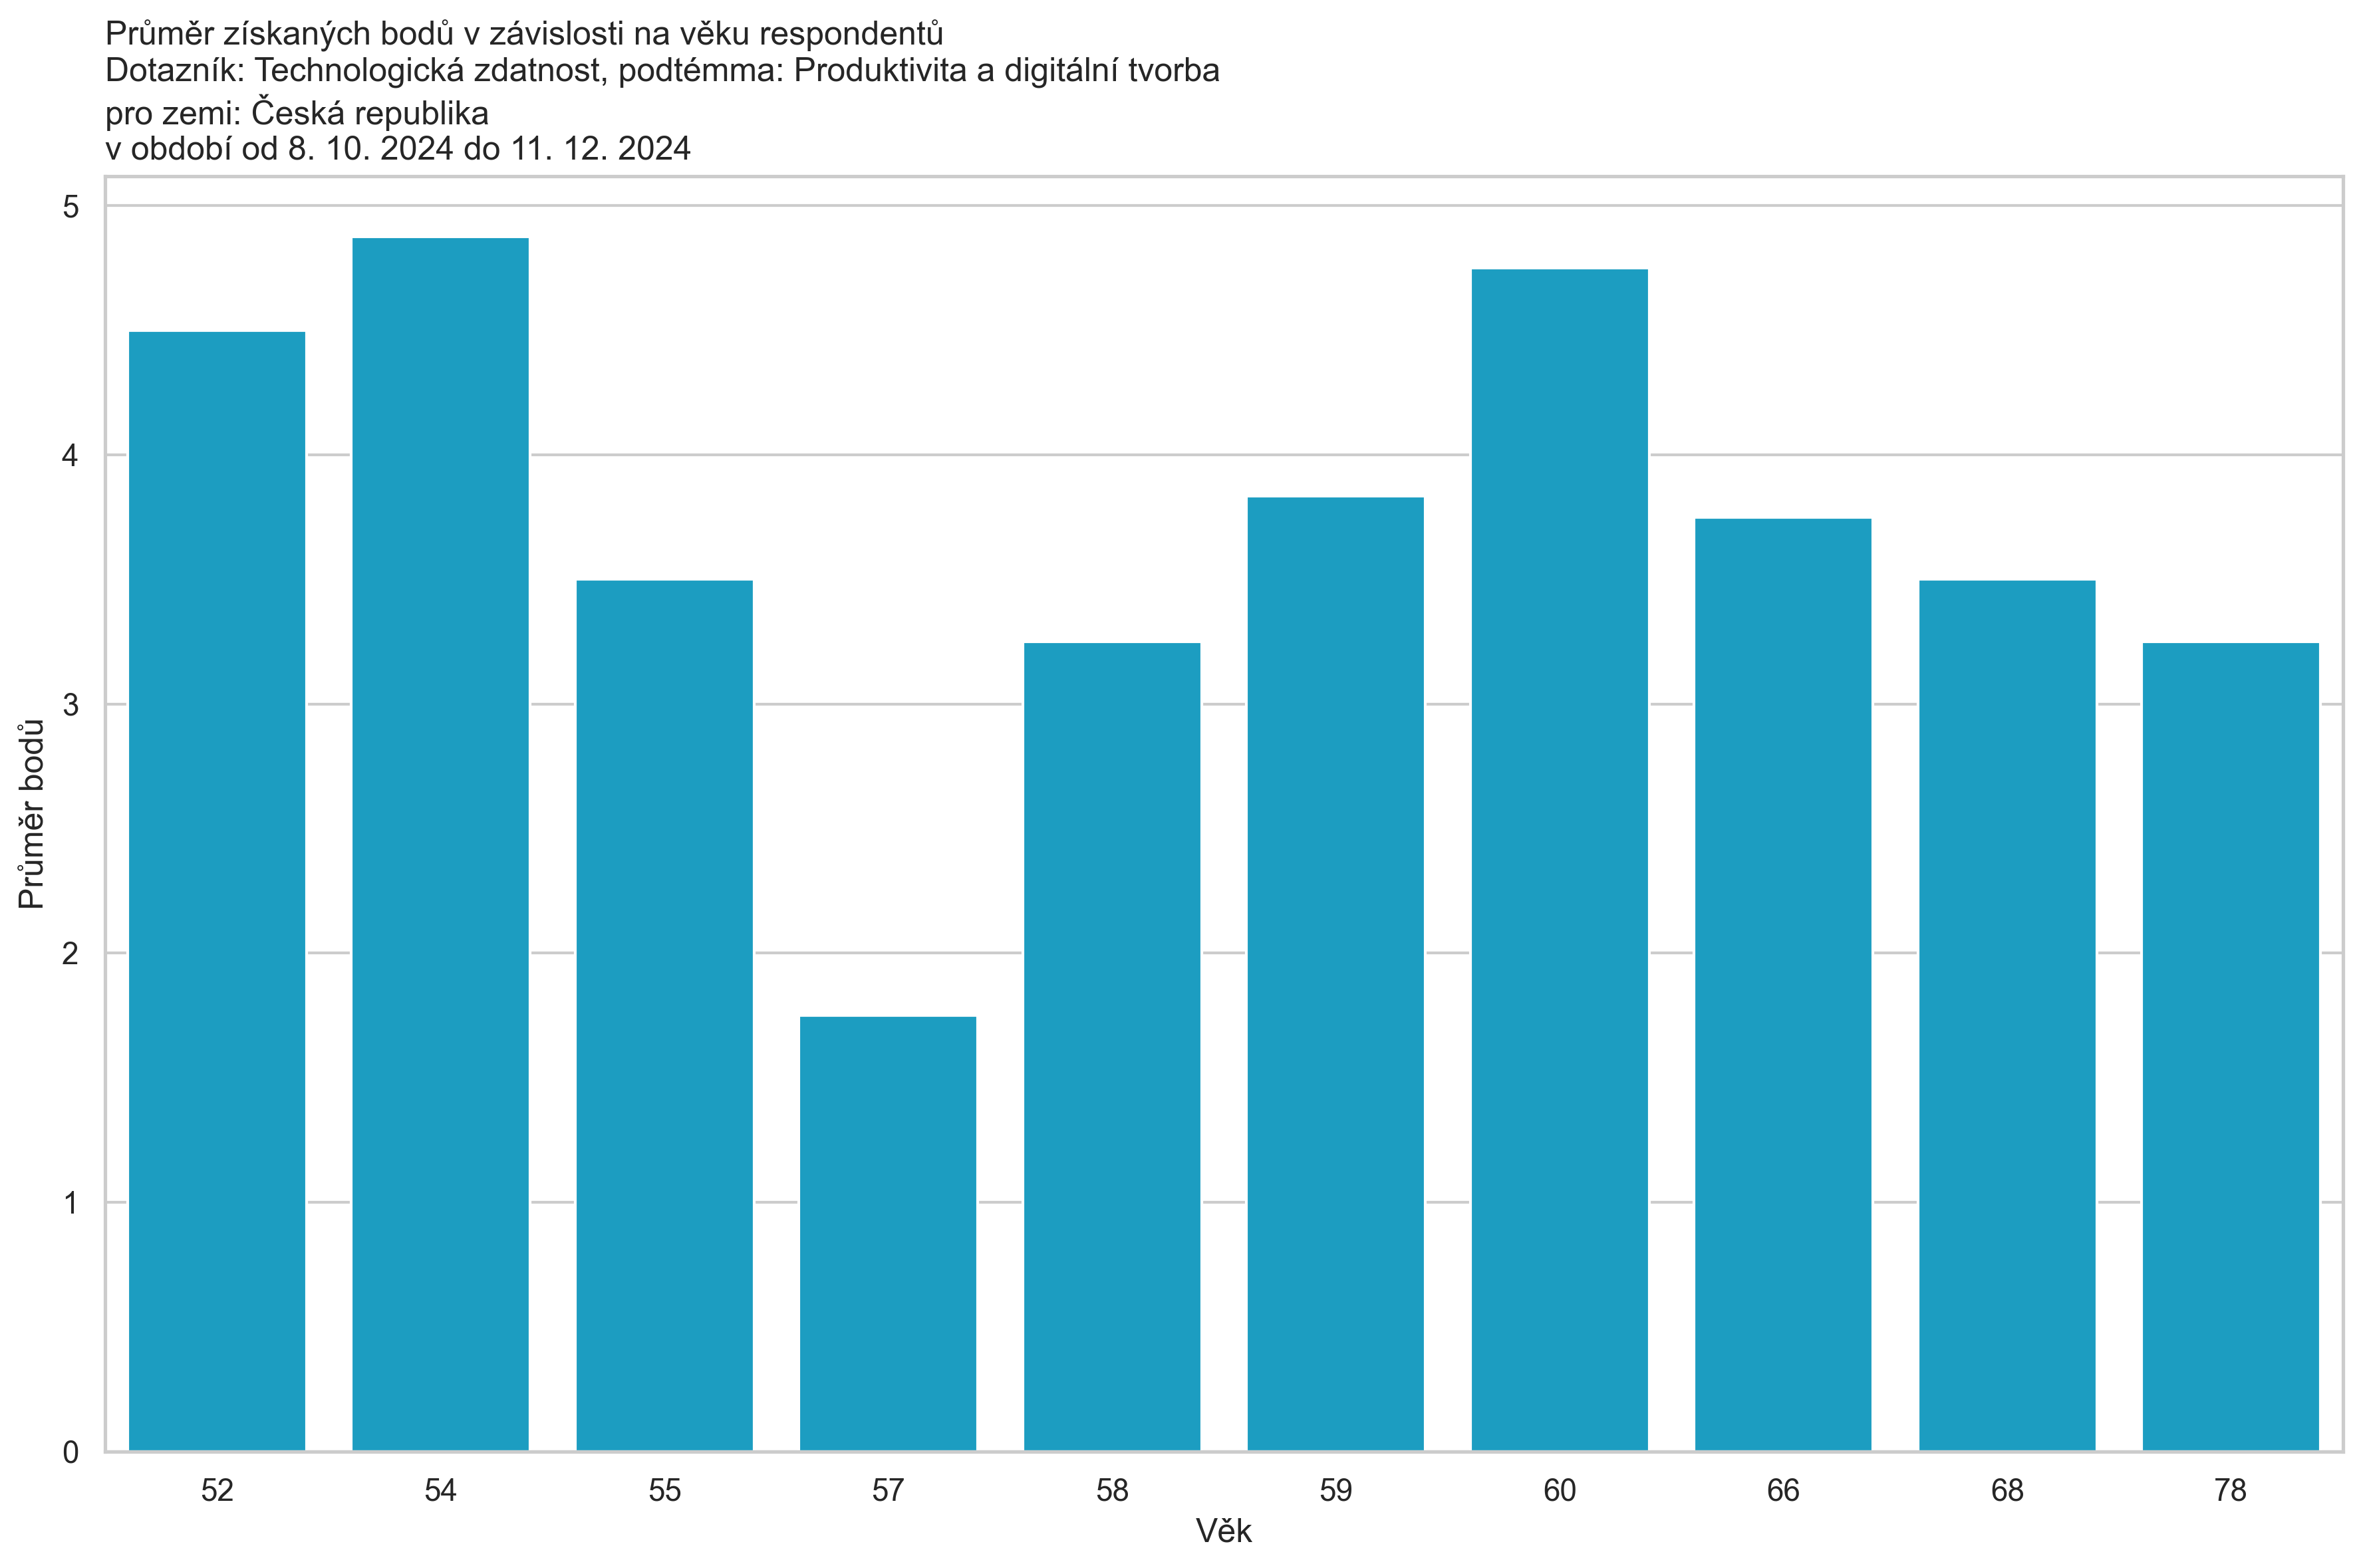 Průměr získaných bodů v závislosti na věku respondentů
Dotazník: Technologická zdatnost, podtémma: Produktivita a digitální tvorba
pro zemi: Česká republika
v období od 8. 10. 2024 do 11. 12. 2024
5
4
3
2
1
0
Průměr bodů
52 54 55 57 58 59 60 66 68 78
Věk